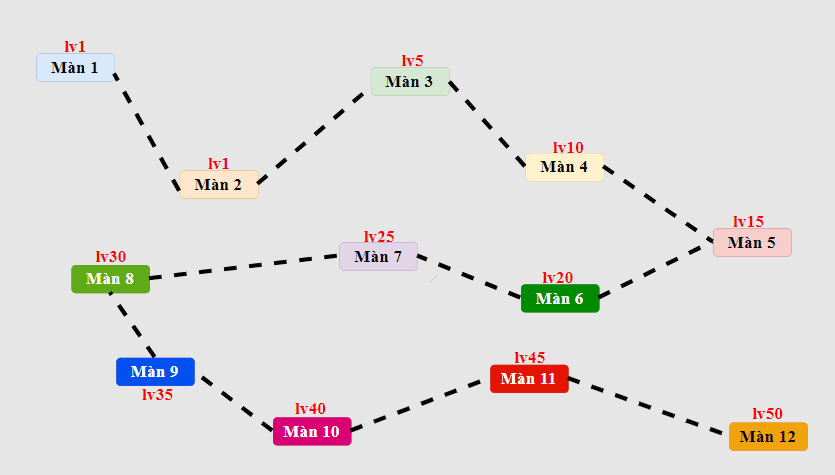 lv1
Màn 1
lv1
Màn 2
lv5
Màn 3
lv10
Màn 4
lv15
Màn 5
lv20
Màn 6
lv25
Màn 7
lv30
Màn 8
Màn 9
lv35
lv40
Màn 10
lv45
Màn 11
lv50
Màn 12